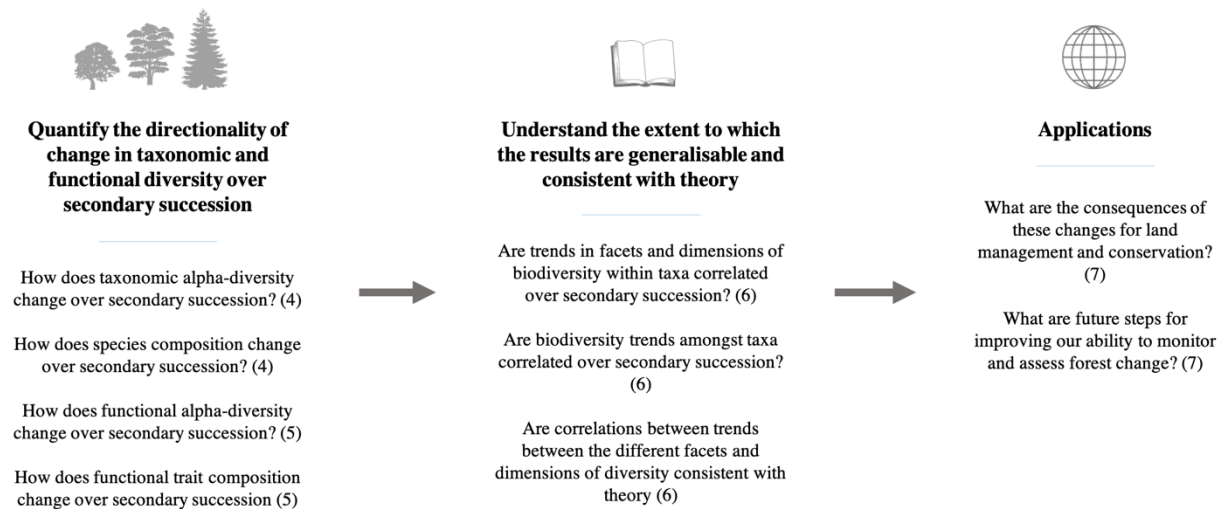 Quantify the directionality of
change in taxonomic and
functional diversity over
secondary succession
How does taxonomic alpha-diversity
change over secondary succession? (4)
How does species composition change
over secondary succession? (4)
How does functional alpha-diversity
change over secondary succession? (5)
How does functional trait composition
change over secondary succession (5)
Understand the extent to which
the results are generalisable and
consistent with theory
Are trends in facets and dimensions of
biodiversity within taxa correlated
over secondary succession? (6)
Are biodiversity trends amongst taxa
correlated over secondary succession?
(6)
Are correlations between trends
between the different facets and
dimensions of diversity consistent with
theory (6)
Applications
What are the consequences of
these changes for land
management and conservation?
(7)
What are future steps for
improving our ability to monitor
and assess forest change? (7)